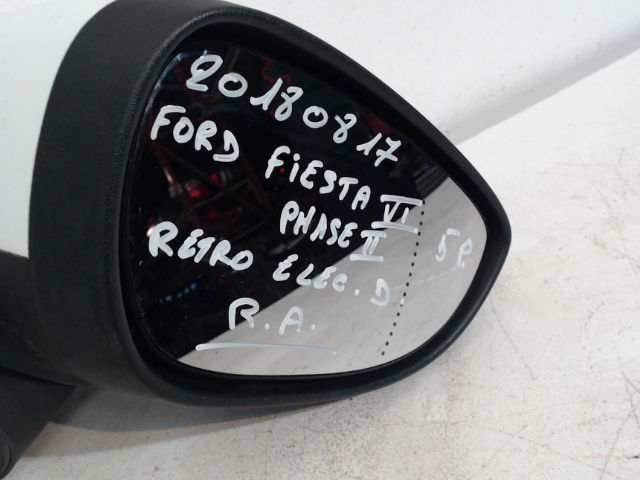 20180817
FORD FiESTA VI
PHASE II
RETRO ELEC. D.
R.A.
5P.